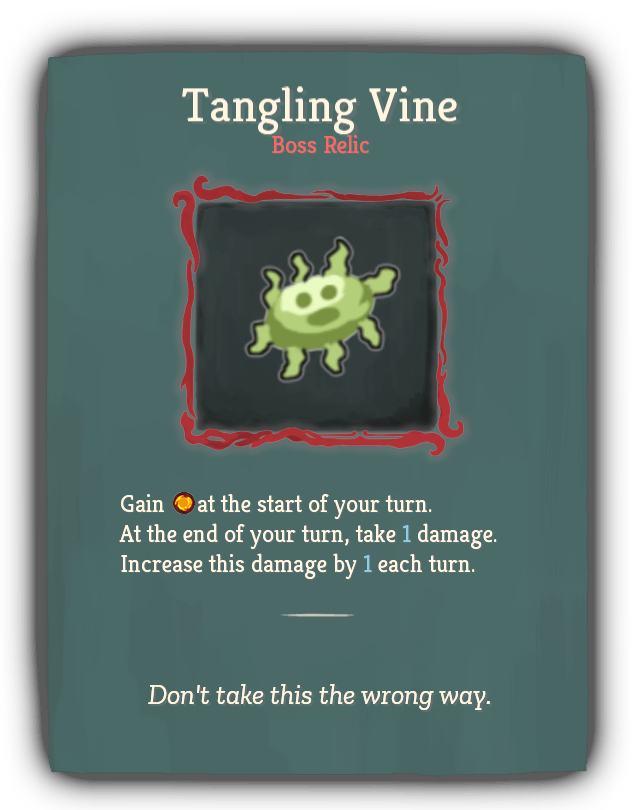 Tangling Vine
Boss Relic
Gain at the start of your turn.
At the end of your turn, take 1 damage.
Increase this damage by 1 each turn.
Don't take this the wrong way.